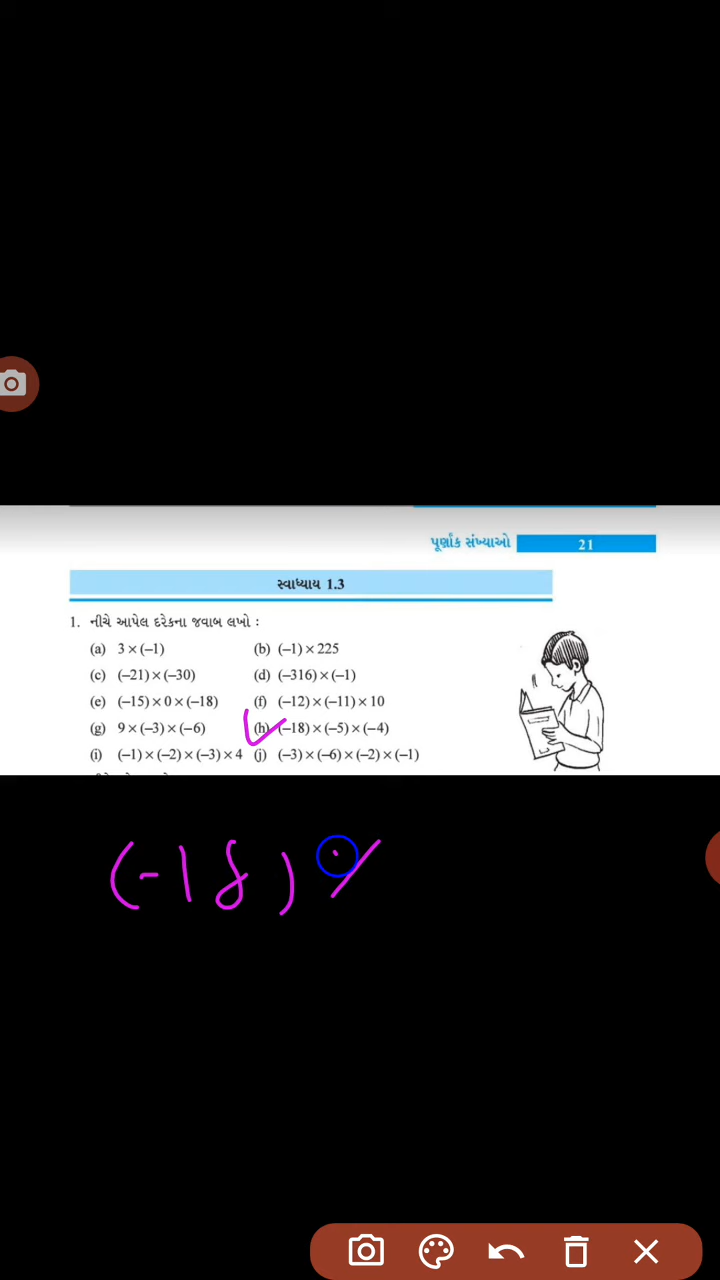 પૂર્ણાંક સંખ્યાઓ 21
સ્વાધ્યાય 1.3
1. નીચે આપેલ દરેકના જવાબ લખો :
(a) 3 × (–1) (b) (–1) × 225
(c) (–21) × (–30) (d) (–316) × (–1)
(e) (–15) × 0 × (–18) (f) (–12) × (–11) × 10
(g) 9 × (–3) × (–6) (h) (–18) × (–5) × (–4)
(i) (–1) × (–2) × (–3) × 4 (j) (–3) × (–6) × (–2) × (–1)
(-18)